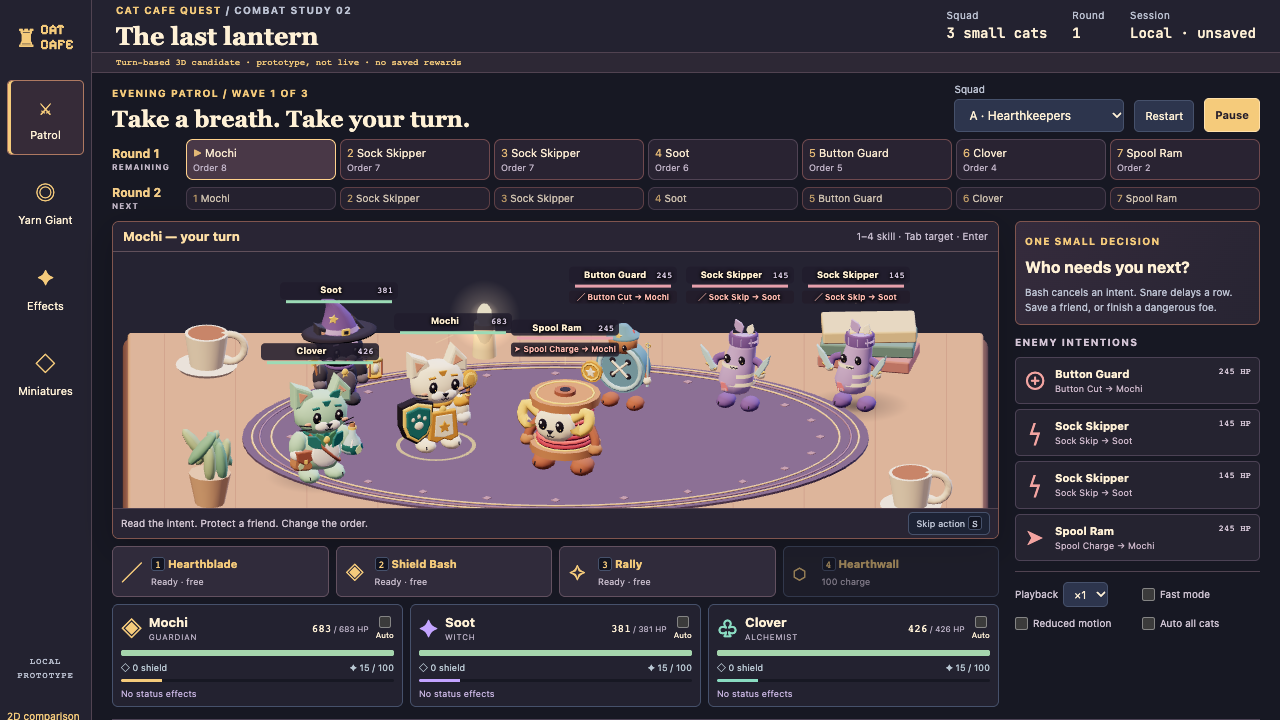 OAT
OAFE
Patrol
Yarn Giant
Effects
Miniatures
LOCAL
PROTOTYPE
2D comparison
CAT CAFE QUEST / COMBAT STUDY 02
The last lantern
Squad
3 small cats
Round
1
Session
Local · unsaved
Turn-based 3D candidate · prototype, not live · no saved rewards
EVENING PATROL / WAVE 1 OF 3
Take a breath. Take your turn.
Squad
A · Hearthkeepers
Restart
Pause
Round 1
REMAINING
▶ Mochi
Order 8
2 Sock Skipper
Order 7
3 Sock Skipper
Order 7
4 Soot
Order 6
5 Button Guard
Order 5
6 Clover
Order 4
7 Spool Ram
Order 2
Round 2
NEXT
1 Mochi
2 Sock Skipper
3 Sock Skipper
4 Soot
5 Button Guard
6 Clover
7 Spool Ram
Mochi — your turn
1–4 skill · Tab target · Enter
Button Guard 245
Button Cut → Mochi
Sock Skipper 145
Sock Skip → Soot
Sock Skipper 145
Sock Skip → Soot
Soot 381
Mochi 683
Spool Ram 245
Spool Charge → Mochi
Clover 426
Read the intent. Protect a friend. Change the order.
Skip action S
1 Hearthblade
Ready · free
2 Shield Bash
Ready · free
3 Rally
Ready · free
4 Hearthwall
100 charge
Mochi
GUARDIAN
683 / 683 HP
Auto
◇ 0 shield
✦ 15 / 100
No status effects
Soot
WITCH
381 / 381 HP
Auto
◇ 0 shield
✦ 15 / 100
No status effects
Clover
ALCHEMIST
426 / 426 HP
Auto
◇ 0 shield
✦ 15 / 100
No status effects
ONE SMALL DECISION
Who needs you next?
Bash cancels an intent. Snare delays a row.
Save a friend, or finish a dangerous foe.
ENEMY INTENTIONS
Button Guard
245 HP
Button Cut → Mochi
Sock Skipper
145 HP
Sock Skip → Soot
Sock Skipper
145 HP
Sock Skip → Soot
Spool Ram
245 HP
Spool Charge → Mochi
Playback
×1
Fast mode
Reduced motion
Auto all cats